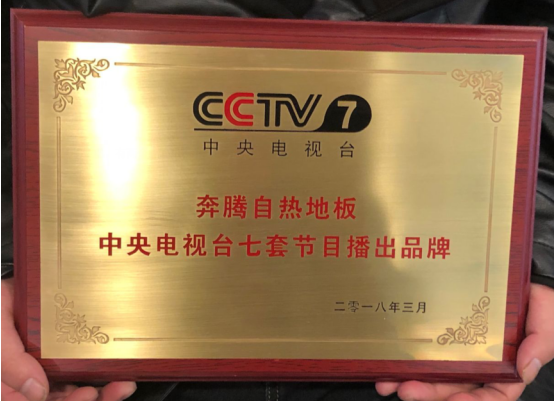 CCTV 7
中央电视台
奔腾自热地板
中央电视台七套节目播出品牌
二零一八年三月